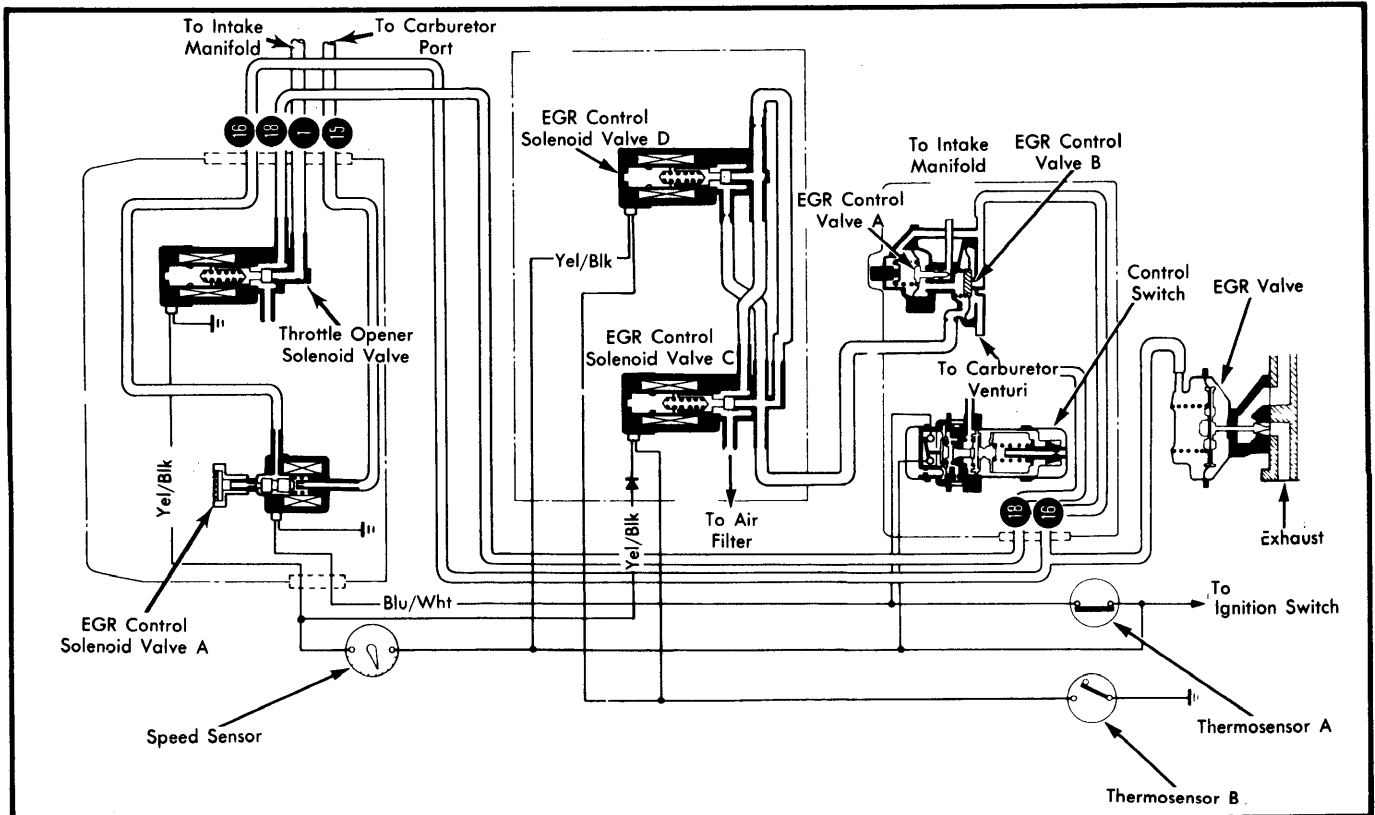 To Intake
Manifold
To Carburetor
Port
16
18
1
15
EGR Control
Solenoid Valve D
To Intake
Manifold
EGR Control
Valve B
EGR Control
Valve A
Yel/Blk
Control
Switch
EGR Valve
Throttle Opener
Solenoid Valve
EGR Control
Solenoid Valve C
To Carburetor
Venturi
Yel/Blk
Yel/Blk
To Air
Filter
18
16
Exhaust
Blu/Wht
To
Ignition Switch
EGR Control
Solenoid Valve A
Speed Sensor
Thermosensor A
Thermosensor B